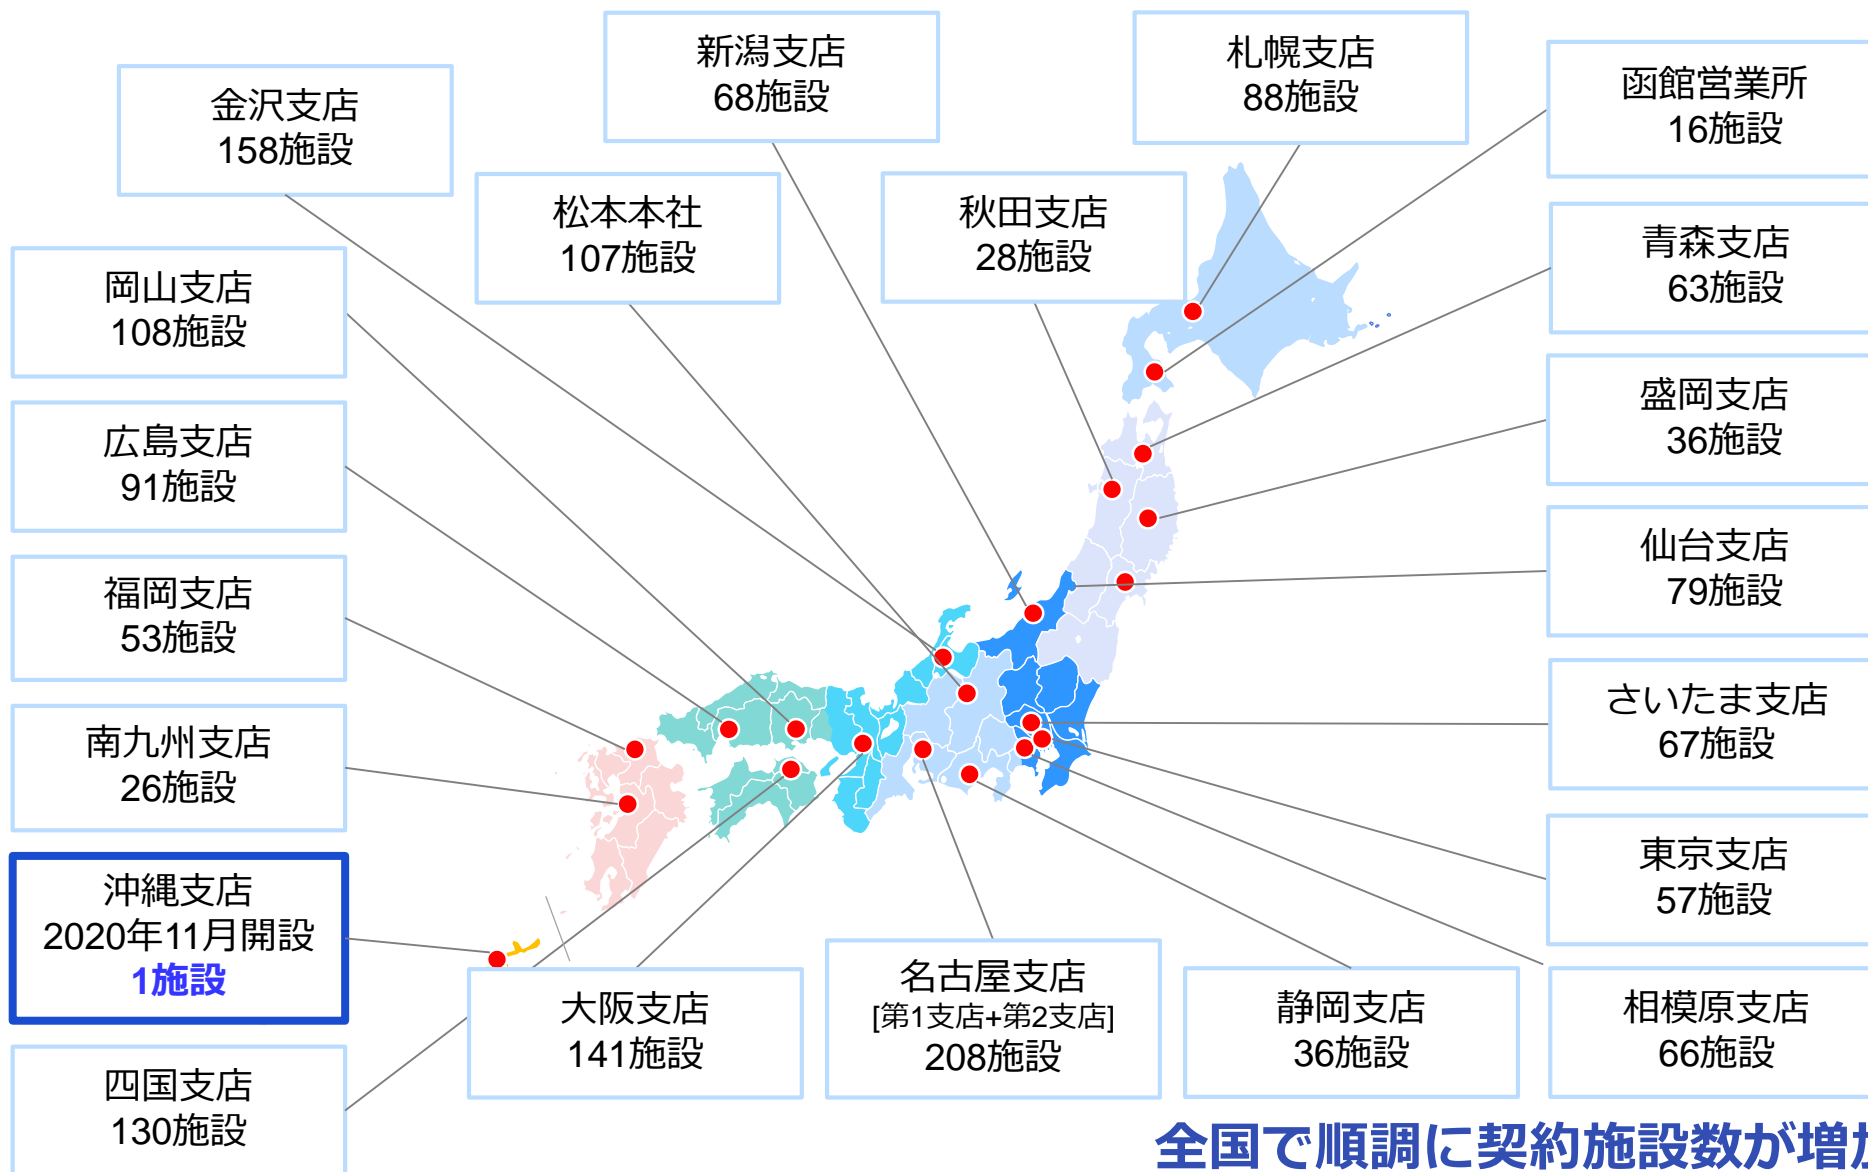 新潟支店
68施設
札幌支店
88施設
函館営業所
16施設
金沢支店
158施設
松本本社
107施設
秋田支店
28施設
青森支店
63施設
岡山支店
108施設
盛岡支店
36施設
広島支店
91施設
仙台支店
79施設
福岡支店
53施設
さいたま支店
67施設
南九州支店
26施設
東京支店
57施設
沖縄支店
2020年11月開設
1施設
大阪支店
141施設
名古屋支店
[第1支店+第2支店]
208施設
静岡支店
36施設
相模原支店
66施設
四国支店
130施設
全国で順調に契約施設数が増加